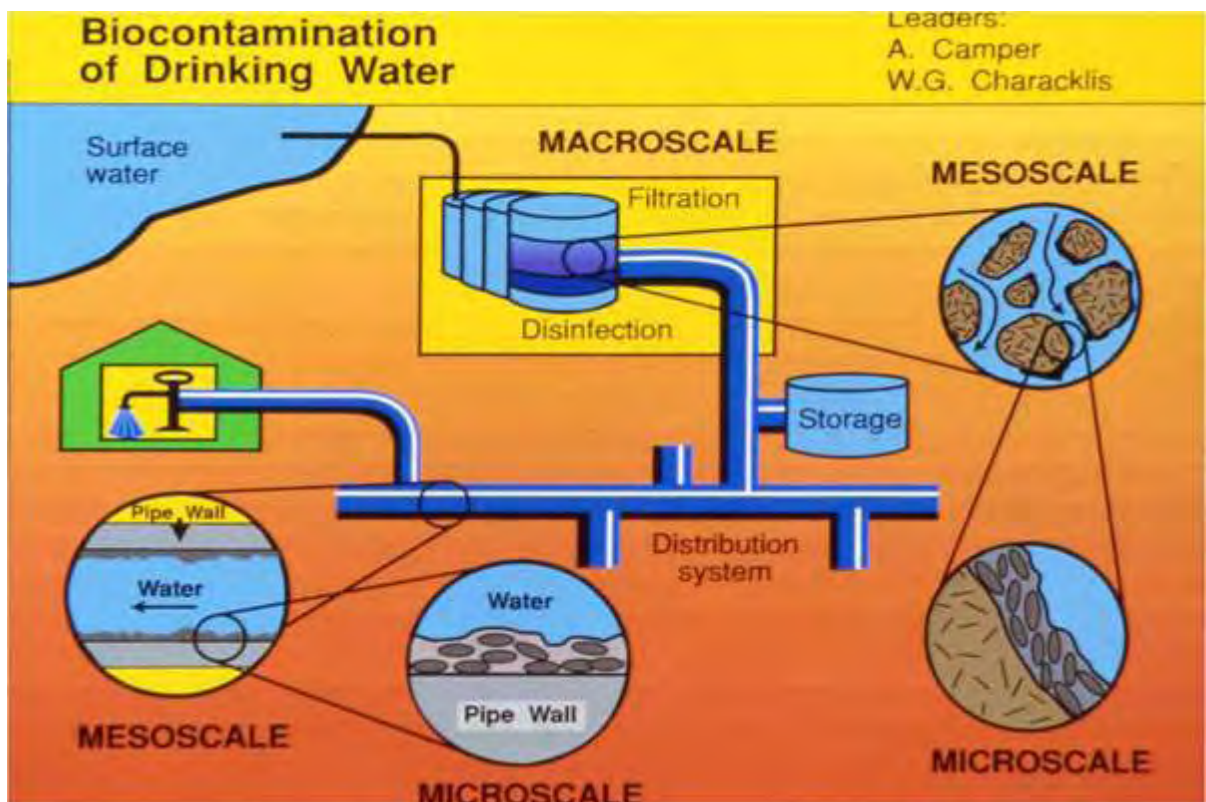 Biocontamination
of Drinking Water
Leaders:
A. Camper
W.G. Characklis
Surface
water
MACROSCALE
Filtration
Disinfection
MESOSCALE
Storage
Distribution
system
Pipe Wall
Water
MESOSCALE
Water
Pipe Wall
MICROSCALE
MICROSCALE